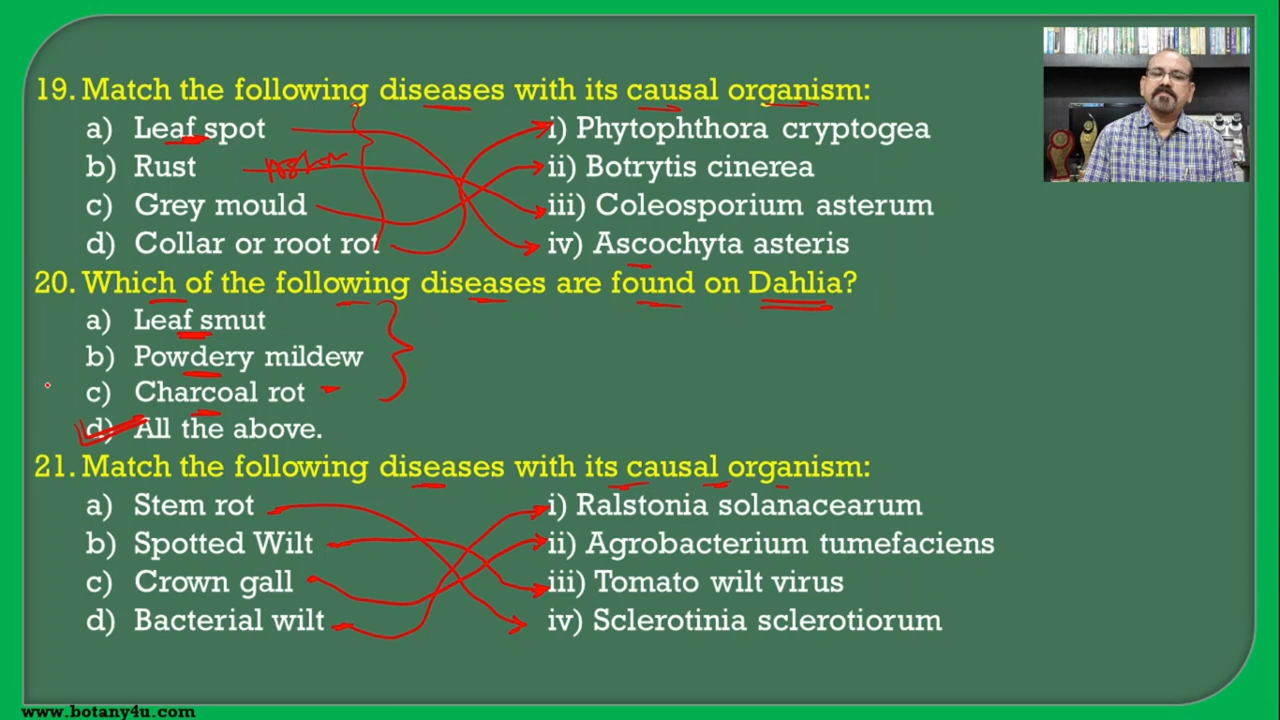 19. Match the following diseases with its causal organism:
a) Leaf spot i) Phytophthora cryptogea
b) Rust ii) Botrytis cinerea
c) Grey mould iii) Coleosporium asterum
d) Collar or root rot iv) Ascochyta asteris
20. Which of the following diseases are found on Dahlia?
a) Leaf smut
b) Powdery mildew
c) Charcoal rot
d) All the above.
21. Match the following diseases with its causal organism:
a) Stem rot i) Ralstonia solanacearum
b) Spotted Wilt ii) Agrobacterium tumefaciens
c) Crown gall iii) Tomato wilt virus
d) Bacterial wilt iv) Sclerotinia sclerotiorum
www.botany4u.com